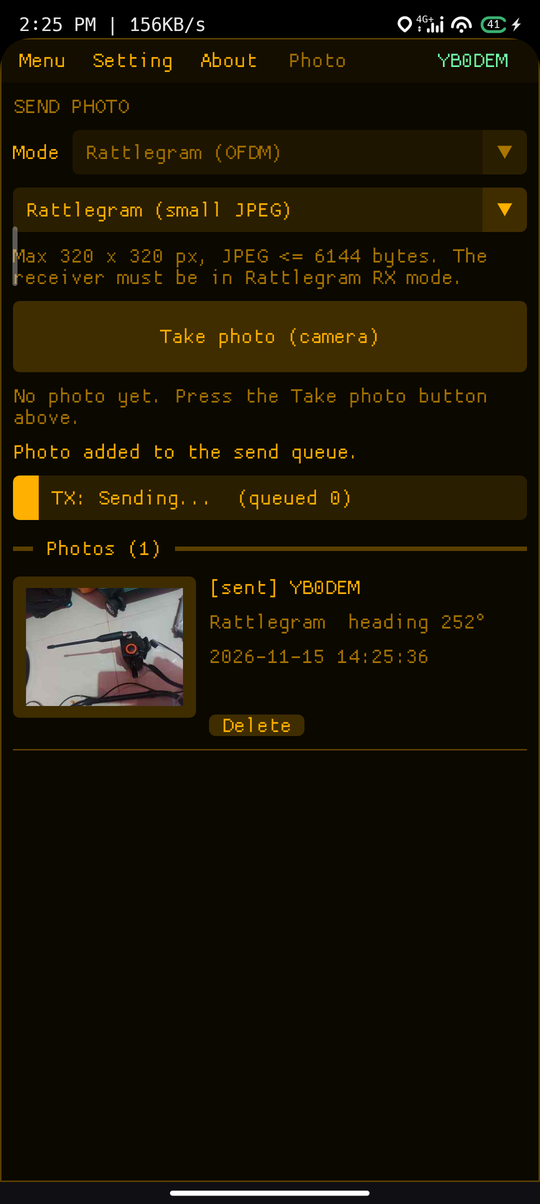 2:25 PM | 156KB/s
4G+
41
Menu Setting About Photo YB0DEM
SEND PHOTO
Mode Rattlegram (OFDM) ▼
Rattlegram (small JPEG) ▼
Max 320 x 320 px, JPEG <= 6144 bytes. The
receiver must be in Rattlegram RX mode.
Take photo (camera)
No photo yet. Press the Take photo button
above.
Photo added to the send queue.
TX: Sending... (queued 0)
Photos (1)
[sent] YB0DEM
Rattlegram heading 252°
2026-11-15 14:25:36
Delete